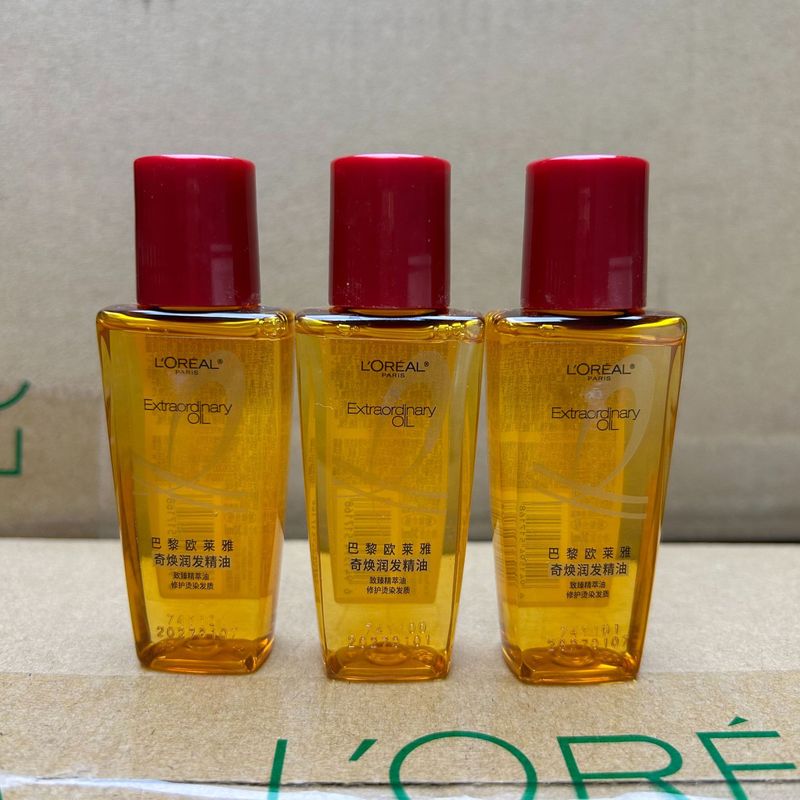 L'ORÉAL®
PARIS
Extraordinary
OIL
巴黎欧莱雅
奇焕润发精油
致臻精萃油
修护烫染发质
L'ORÉAL®
PARIS
Extraordinary
OIL
巴黎欧莱雅
奇焕润发精油
致臻精萃油
修护烫染发质
20270101
L'ORÉAL®
PARIS
Extraordinary
OIL
巴黎欧莱雅
奇焕润发精油
致臻精萃油
修护烫染发质
L'ORÉ